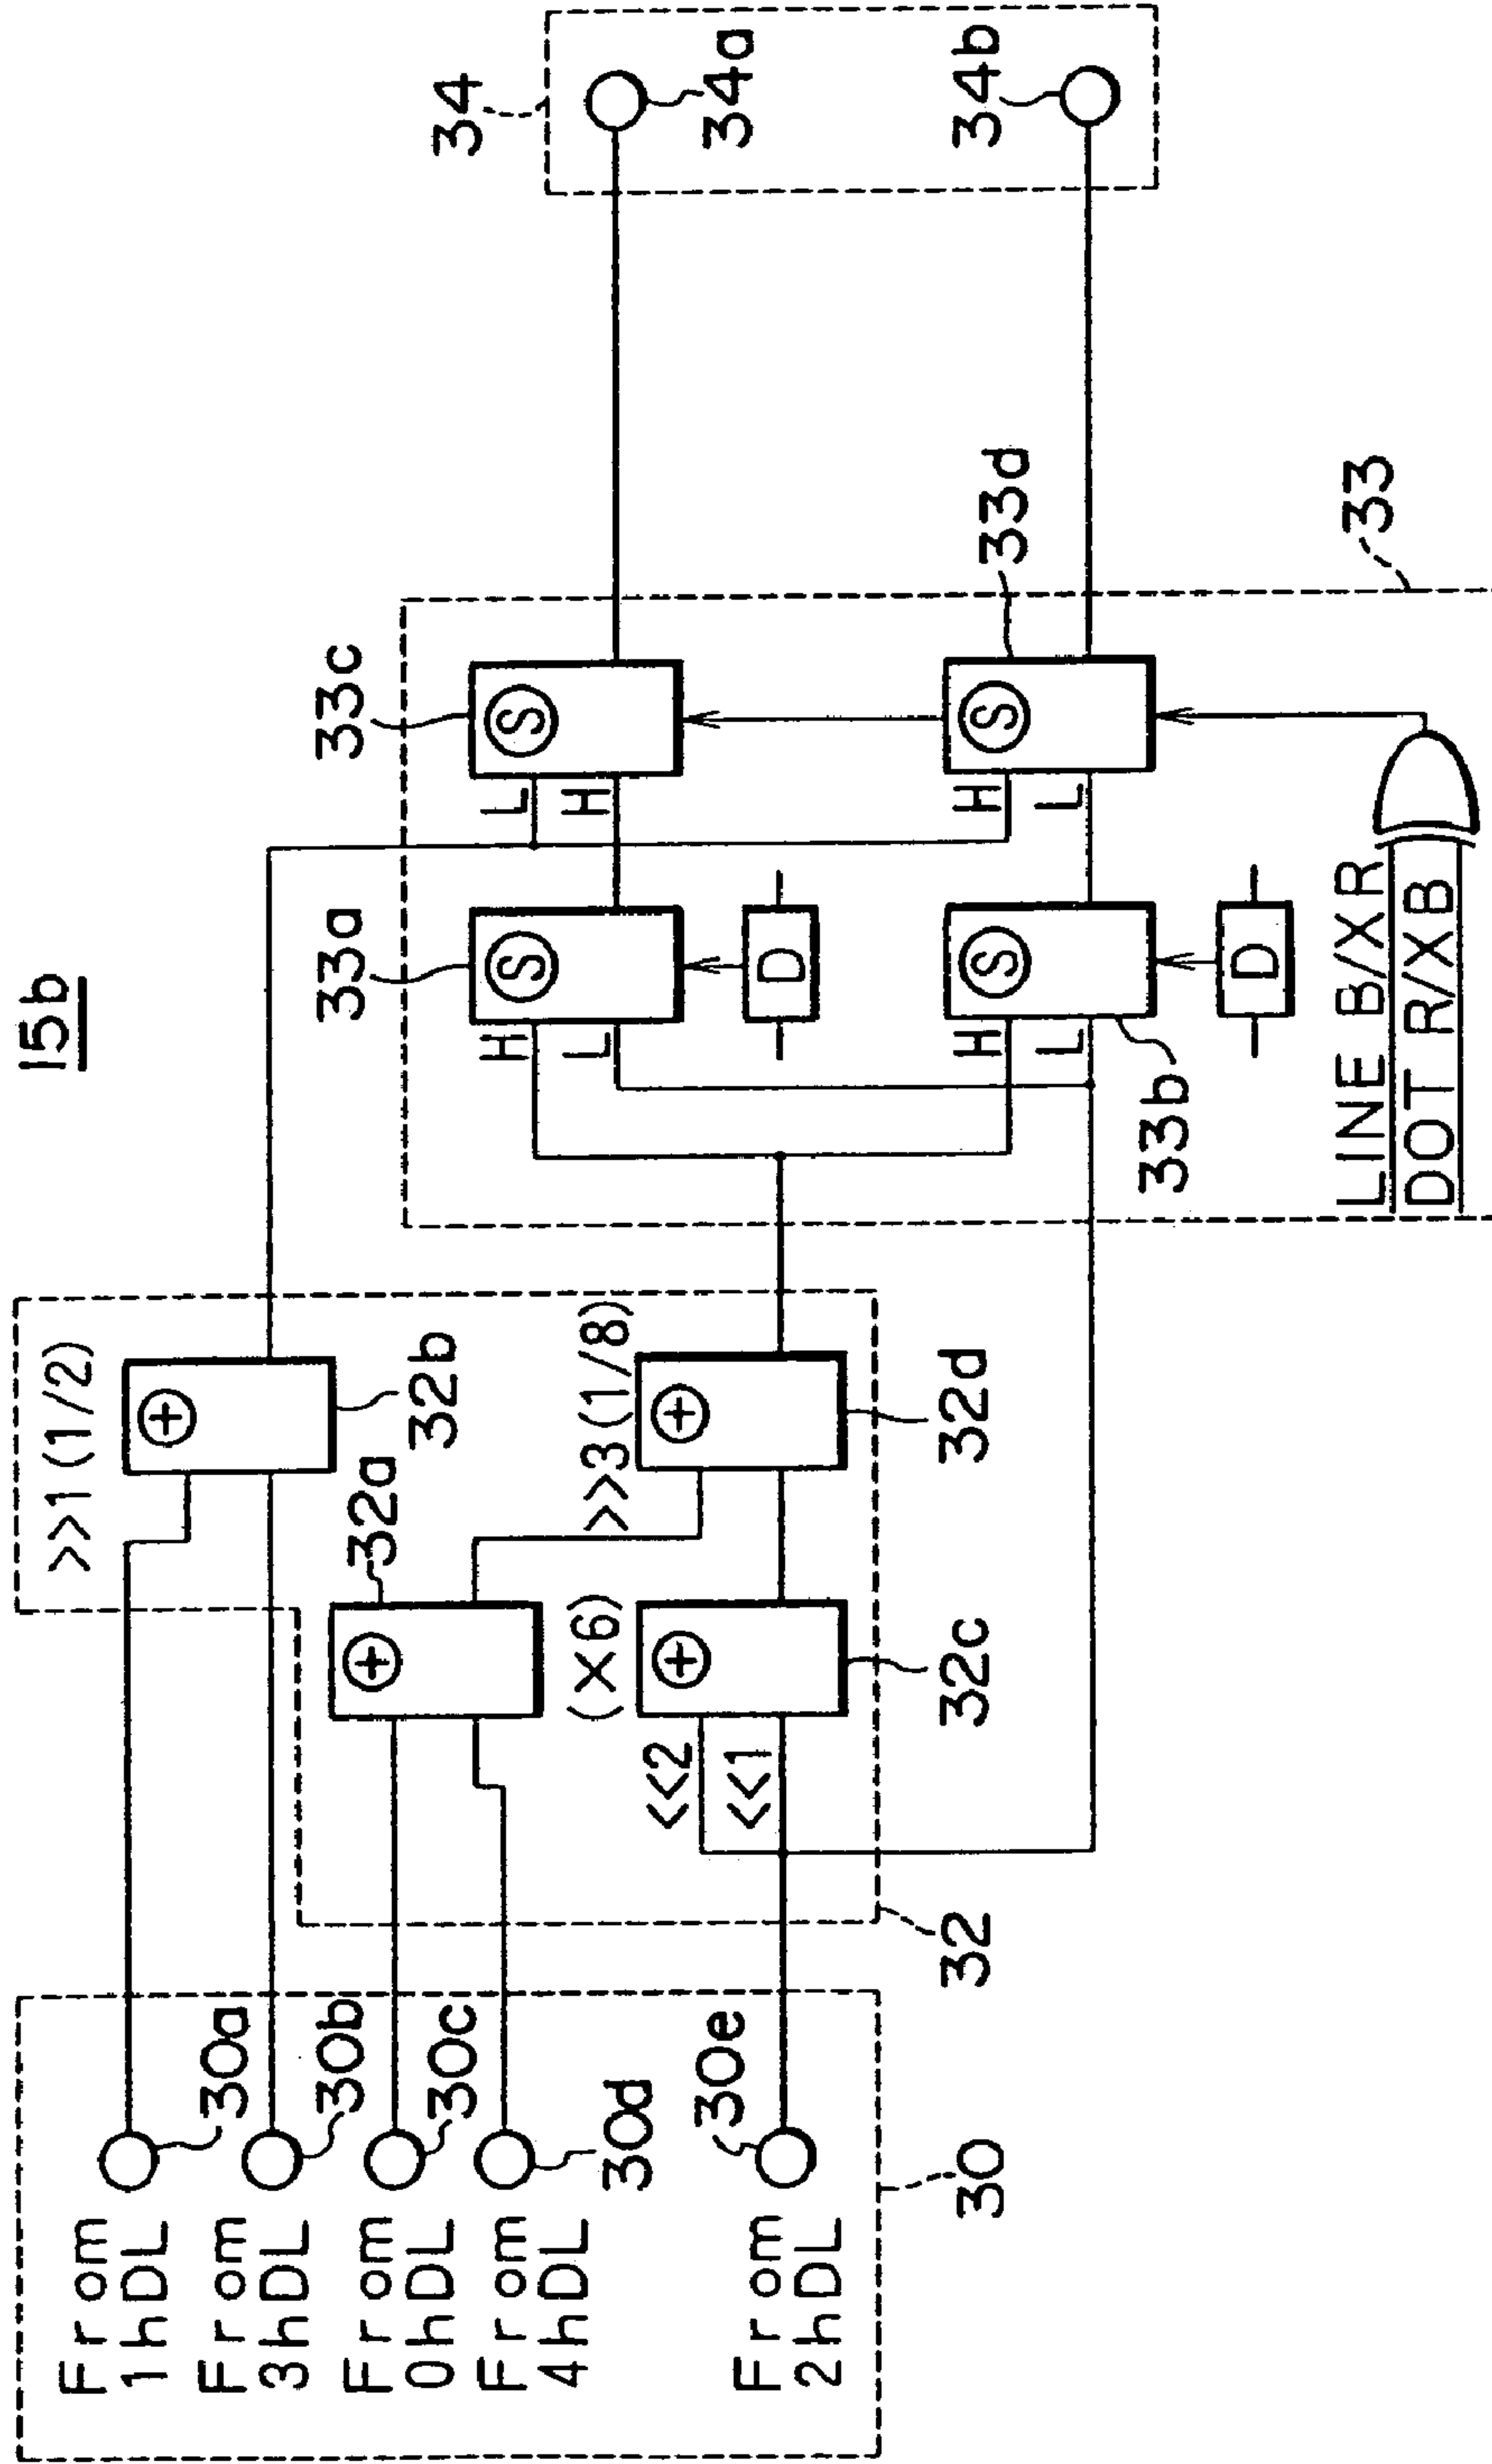 15b
From
1hDL
30a
From
3hDL
30b
From
0hDL
30c
From
4hDL
30d
From
2hDL
30e
30
>>1(1/2)
32b
32a
>>3(1/8)
32d
(×6)
<<2
<<1
32c
32
33a
S
H
L
D
33c
S
L
H
33b
S
H
L
D
33d
S
H
L
LINE B/XR
DOT R/XB
33
34
34a
34b